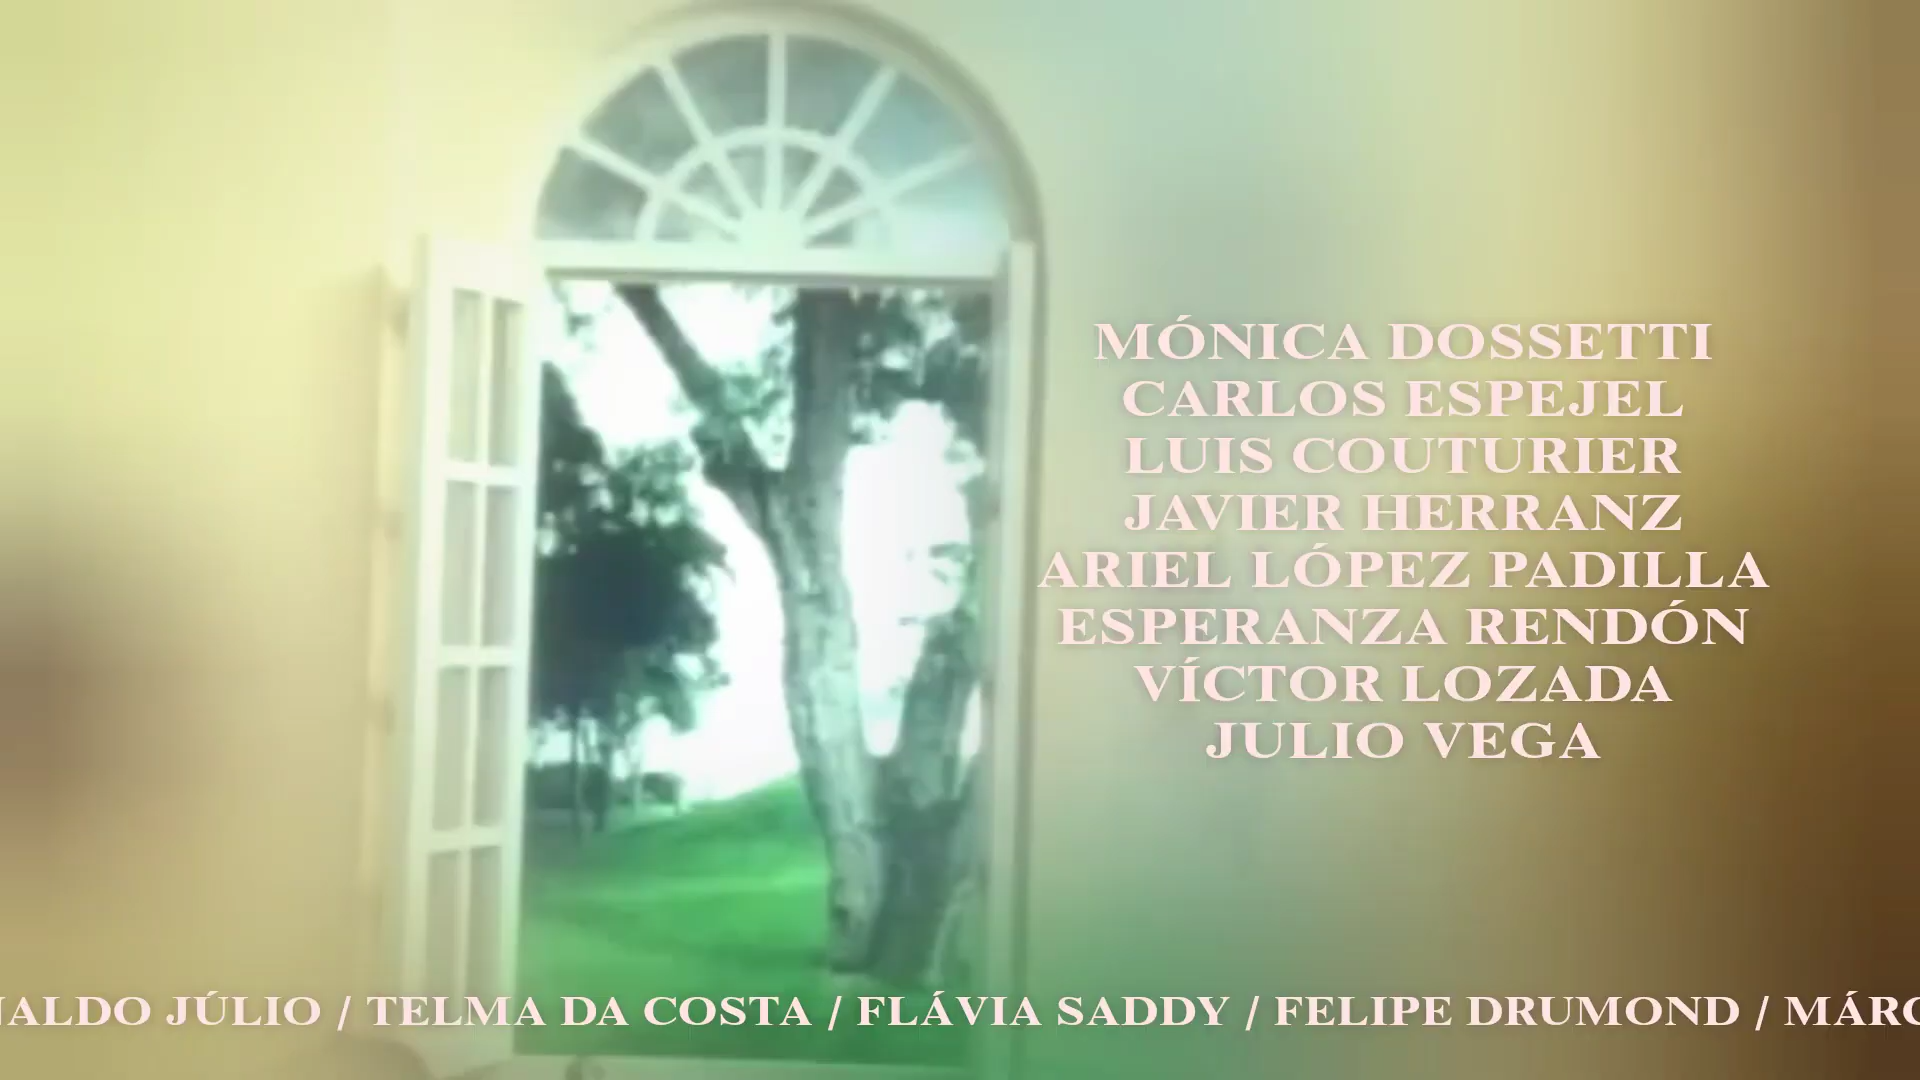 MÓNICA DOSSETTI
CARLOS ESPEJEL
LUIS COUTURIER
JAVIER HERRANZ
ARIEL LÓPEZ PADILLA
ESPERANZA RENDÓN
VÍCTOR LOZADA
JULIO VEGA
JÚLIO / TELMA DA COSTA / FLÁVIA SADDY / FELIPE DRUMOND /